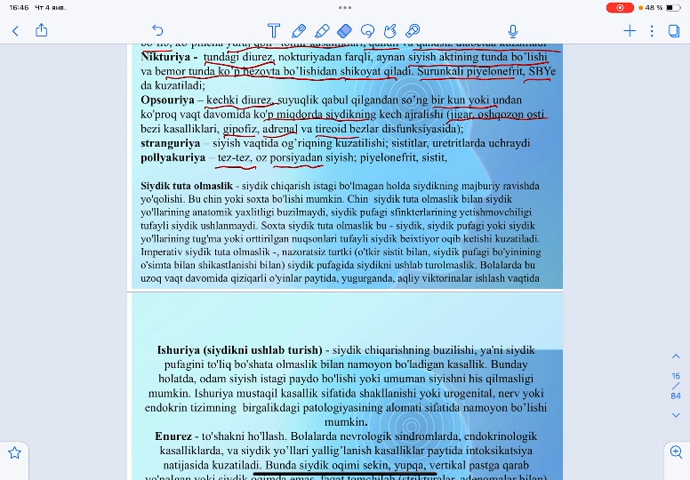 16:46 Чт 4 янв.
48 %
Nikturiya - tundagi diurez, nokturiyadan farqli, aynan siyish aktining tunda bo'lishi
va bemor tunda ko'p bezovta bo'lishidan shikoyat qiladi. Surunkali piyelonefrit, SBYe
da kuzatiladi;
Opsouriya – kechki diurez, suyuqlik qabul qilgandan so'ng bir kun yoki undan
ko'proq vaqt davomida ko'p miqdorda siydikning kech ajralishi (jigar, oshqozon osti
bezi kasalliklari, gipofiz, adrenal va tireoid bezlar disfunksiyasida);
stranguriya – siyish vaqtida og'riqning kuzatilishi; sistitlar, uretritlarda uchraydi
pollyakuriya – tez-tez, oz porsiyadan siyish; piyelonefrit, sistit,
Siydik tuta olmaslik - siydik chiqarish istagi bo'lmagan holda siydikning majburiy ravishda
yo'qolishi. Bu chin yoki soxta bo'lishi mumkin. Chin siydik tuta olmaslik bilan siydik
yo'llarining anatomik yaxlitligi buzilmaydi, siydik pufagi sfinkterlarining yetishmovchiligi
tufayli siydik ushlanmaydi. Soxta siydik tuta olmaslik bu - siydik, siydik pufagi yoki siydik
yo'llarining tug'ma yoki orttirilgan nuqsonlari tufayli siydik beixtiyor oqib ketishi kuzatiladi.
Imperativ siydik tuta olmaslik -, nazoratsiz turtki (o'tkir sistit bilan, siydik pufagi bo'yinining
o'simta bilan shikastlanishi bilan) siydik pufagida siydikni ushlab turolmaslik. Bolalarda bu
uzoq vaqt davomida qiziqarli o'yinlar paytida, yugurganda, aqliy viktorinalar ishlash vaqtida
Ishuriya (siydikni ushlab turish) - siydik chiqarishning buzilishi, ya'ni siydik
pufagini to'liq bo'shata olmaslik bilan namoyon bo'ladigan kasallik. Bunday
holatda, odam siyish istagi paydo bo'lishi yoki umuman siyishni his qilmasligi
mumkin. Ishuriya mustaqil kasallik sifatida shakllanishi yoki urogenital, nerv yoki
endokrin tizimning birgalikdagi patologiyasining alomati sifatida namoyon bo'lishi
mumkin.
Enurez - to'shakni ho'llash. Bolalarda nevrologik sindromlarda, endokrinologik
kasalliklarda, va siydik yo'llari yallig'lanish kasalliklar paytida intoksikatsiya
natijasida kuzatiladi. Bunda siydik oqimi sekin, yupqa, vertikal pastga qarab
15
84